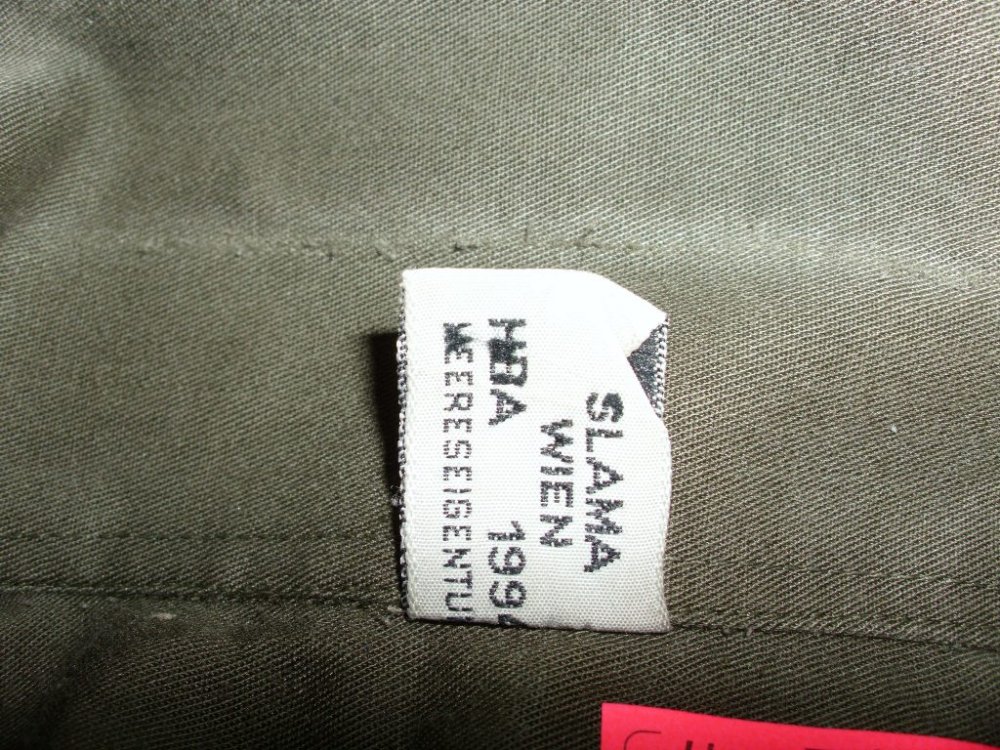 SLAMA
WIEN
HBA 1994
HEERESEIGENTU